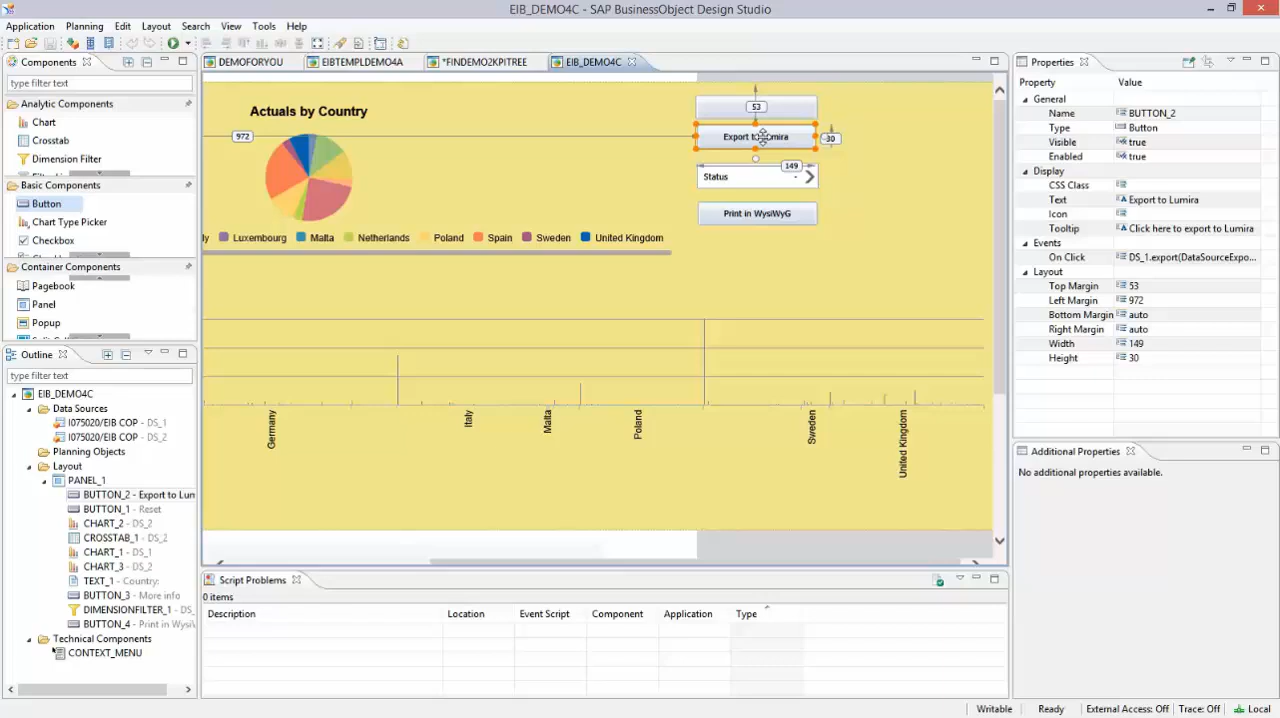 EIB_DEMO4C - SAP BusinessObject Design Studio
Application Planning Edit Layout Search View Tools Help
Components
type filter text
Analytic Components
Chart
Crosstab
Dimension Filter
Basic Components
Button
Chart Type Picker
Checkbox
Container Components
Pagebook
Panel
Popup
Outline
type filter text
EIB_DEMO4C
Data Sources
I075020/EIB COP - DS_1
I075020/EIB COP - DS_2
Planning Objects
Layout
PANEL_1
BUTTON_2 - Export to Lum
BUTTON_1 - Reset
CHART_2 - DS_2
CROSSTAB_1 - DS_2
CHART_1 - DS_1
CHART_3 - DS_2
TEXT_1 - Country:
BUTTON_3 - More info
DIMENSIONFILTER_1 - DS_
BUTTON_4 - Print in Wysi
Technical Components
CONTEXT_MENU
DEMOFORYOU EIBTEMPLDEMO4A *FINDEMO2KPITREE EIB_DEMO4C
Actuals by Country
972
53
Export to Lumira
30
149
Status -
Print in WysiWyG
ly Luxembourg Malta Netherlands Poland Spain Sweden United Kingdom
Germany
Italy
Malta
Poland
Sweden
United Kingdom
Script Problems
0 items
Description Location Event Script Component Application Type
Properties
Property Value
General
Name BUTTON_2
Type Button
Visible true
Enabled true
Display
CSS Class
Text Export to Lumira
Icon
Tooltip Click here to export to Lumira
Events
On Click DS_1.export(DataSourceExpo...
Layout
Top Margin 53
Left Margin 972
Bottom Margin auto
Right Margin auto
Width 149
Height 30
Additional Properties
No additional properties available.
Writable Ready External Access: Off Trace: Off Local